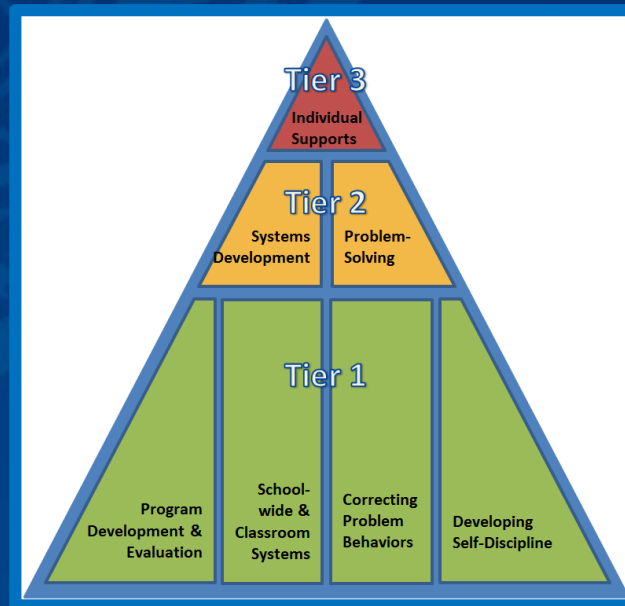 Tier 3
Individual
Supports
Tier 2
Systems
Development
Problem-
Solving
Tier 1
Program
Development &
Evaluation
School-
wide &
Classroom
Systems
Correcting
Problem
Behaviors
Developing
Self-Discipline